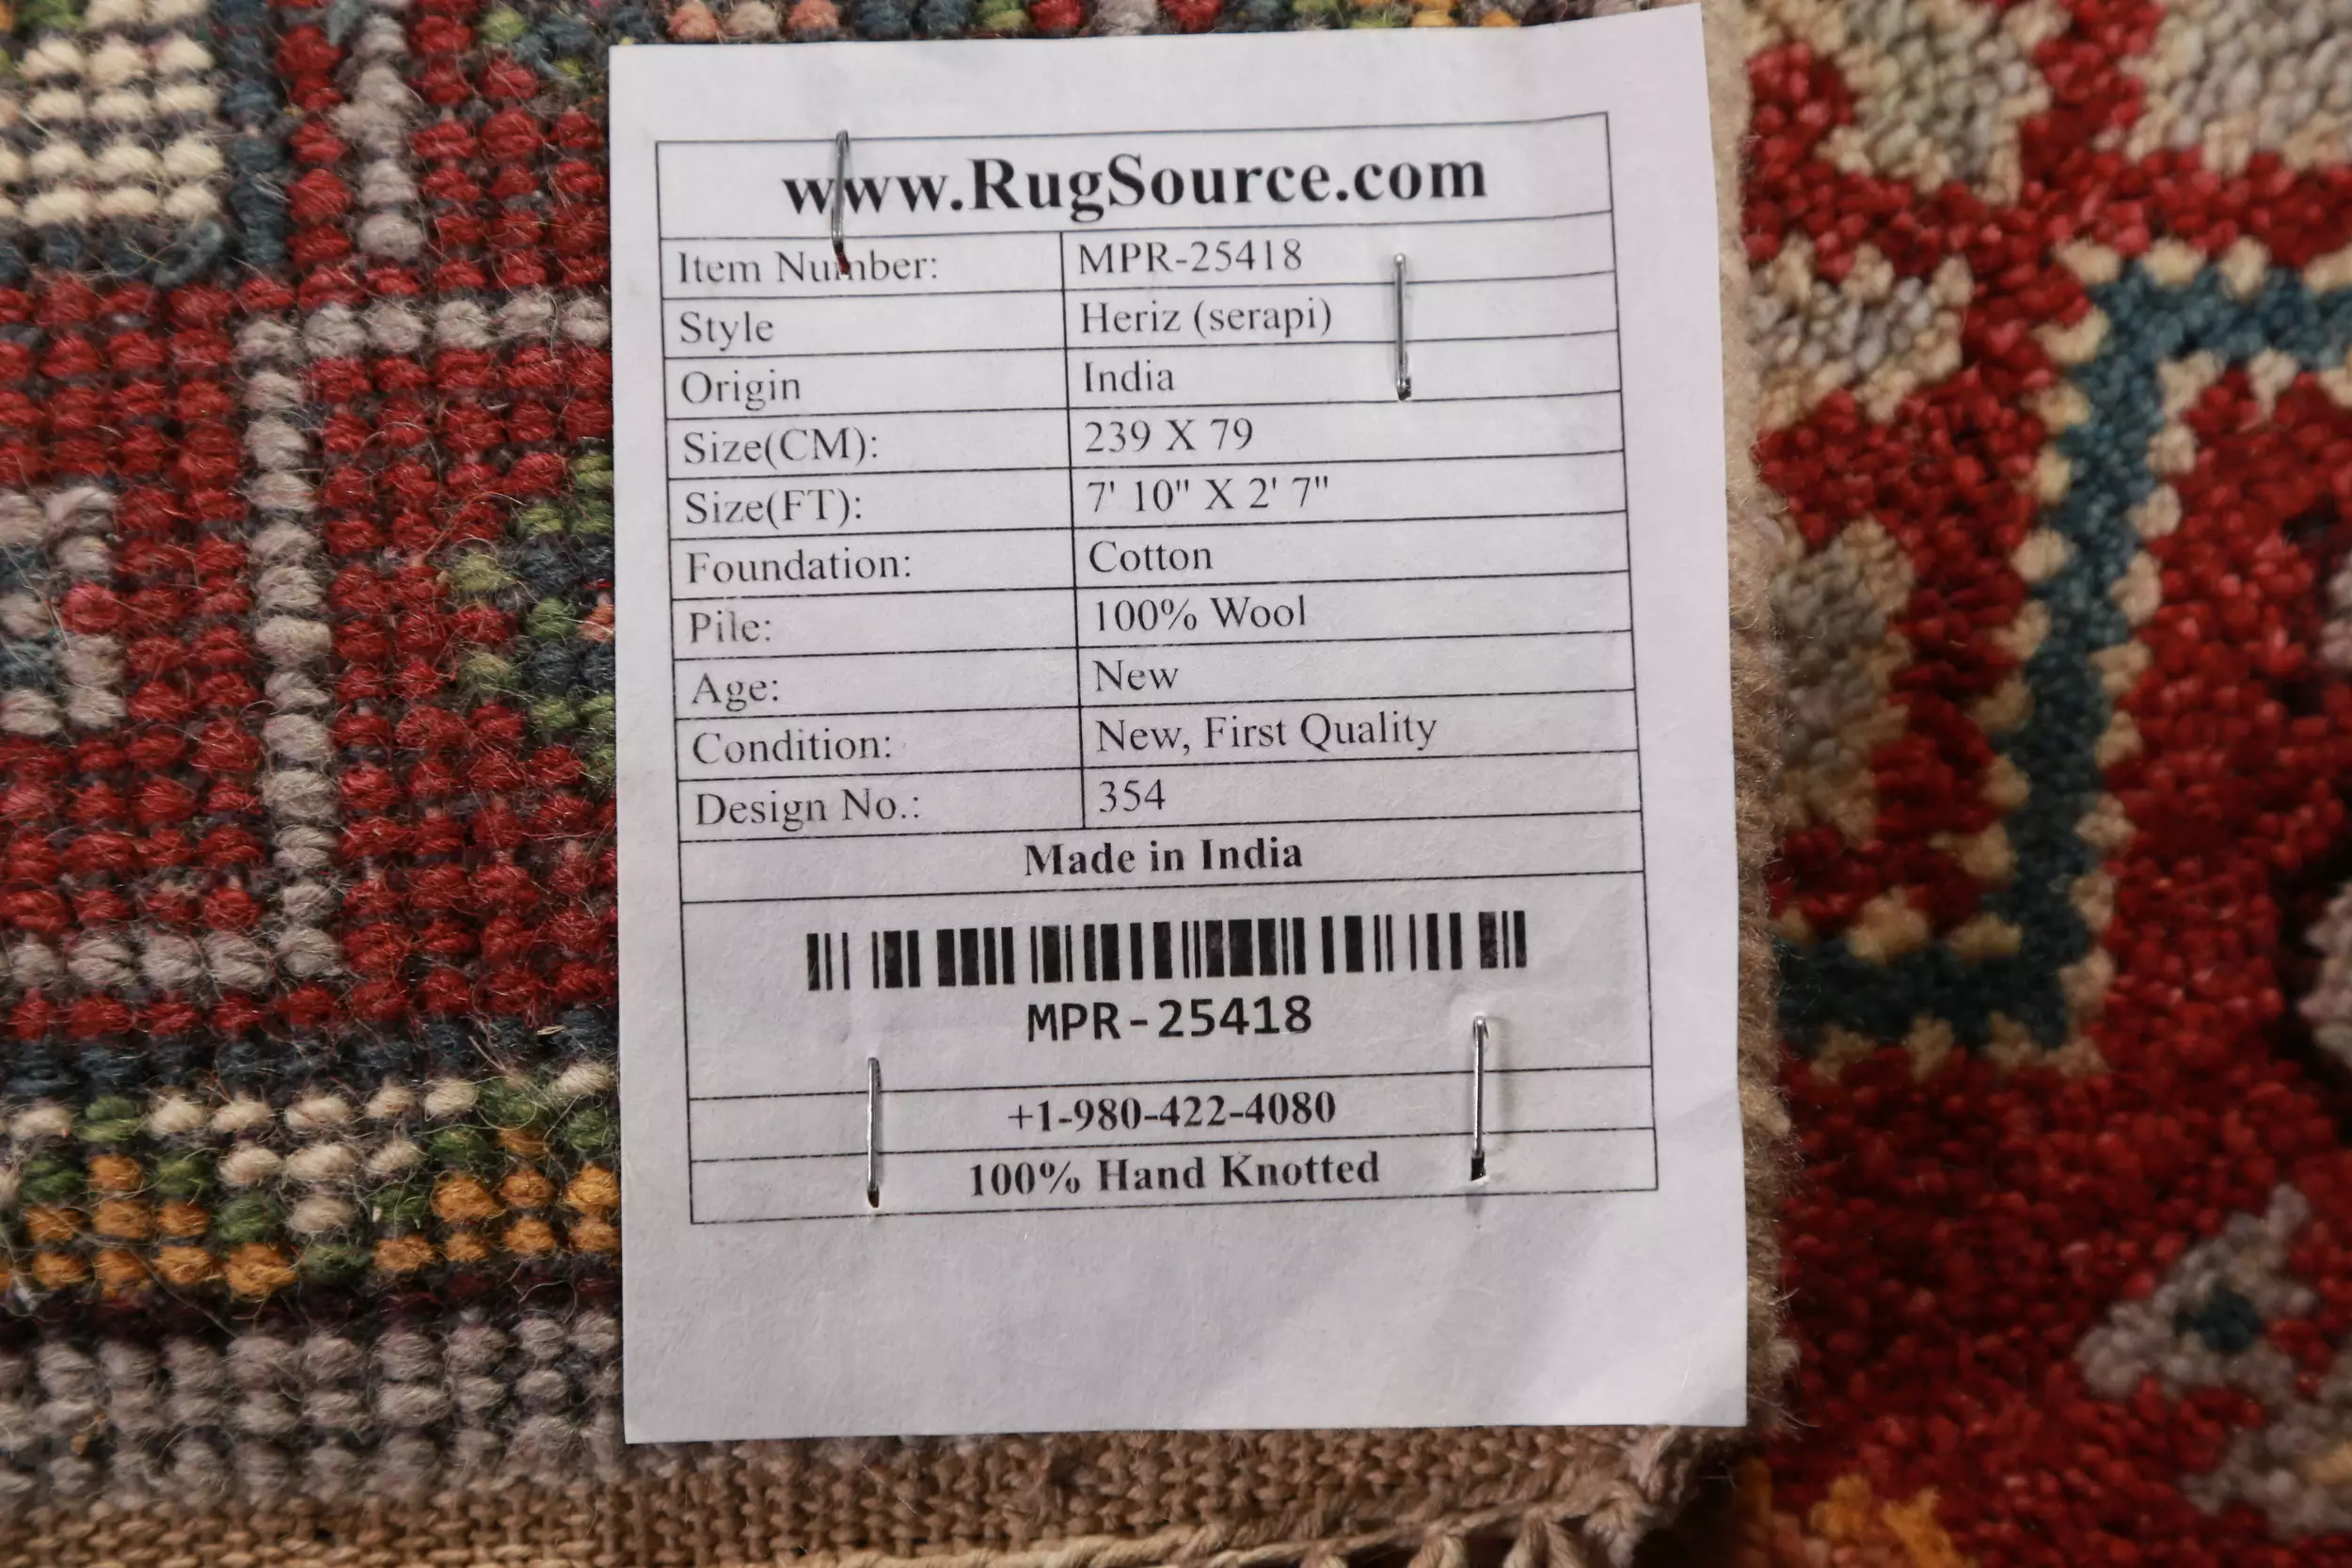 www.RugSource.com
Item Number: MPR-25418
Style Heriz (serapi)
Origin India
Size(CM): 239 X 79
Size(FT): 7' 10" X 2' 7"
Foundation: Cotton
Pile: 100% Wool
Age: New
Condition: New, First Quality
Design No.: 354
Made in India
MPR-25418
+1-980-422-4080
100% Hand Knotted